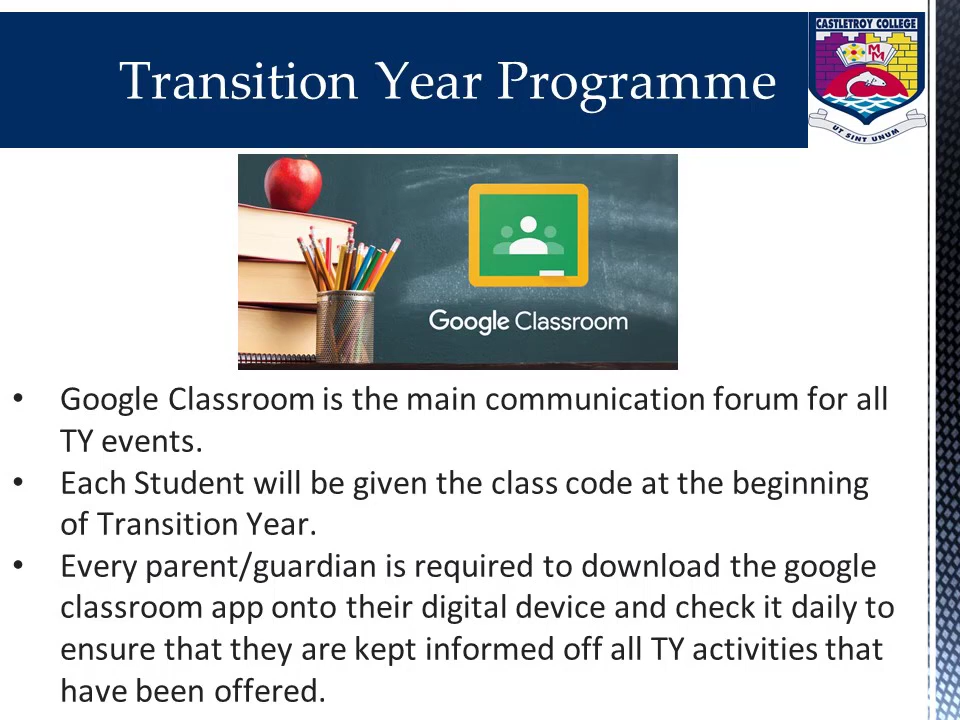 CASTLETROY COLLEGE
Transition Year Programme
MM
UT SINT UNUM
Google Classroom
• Google Classroom is the main communication forum for all
TY events.
• Each Student will be given the class code at the beginning
of Transition Year.
• Every parent/guardian is required to download the google
classroom app onto their digital device and check it daily to
ensure that they are kept informed off all TY activities that
have been offered.